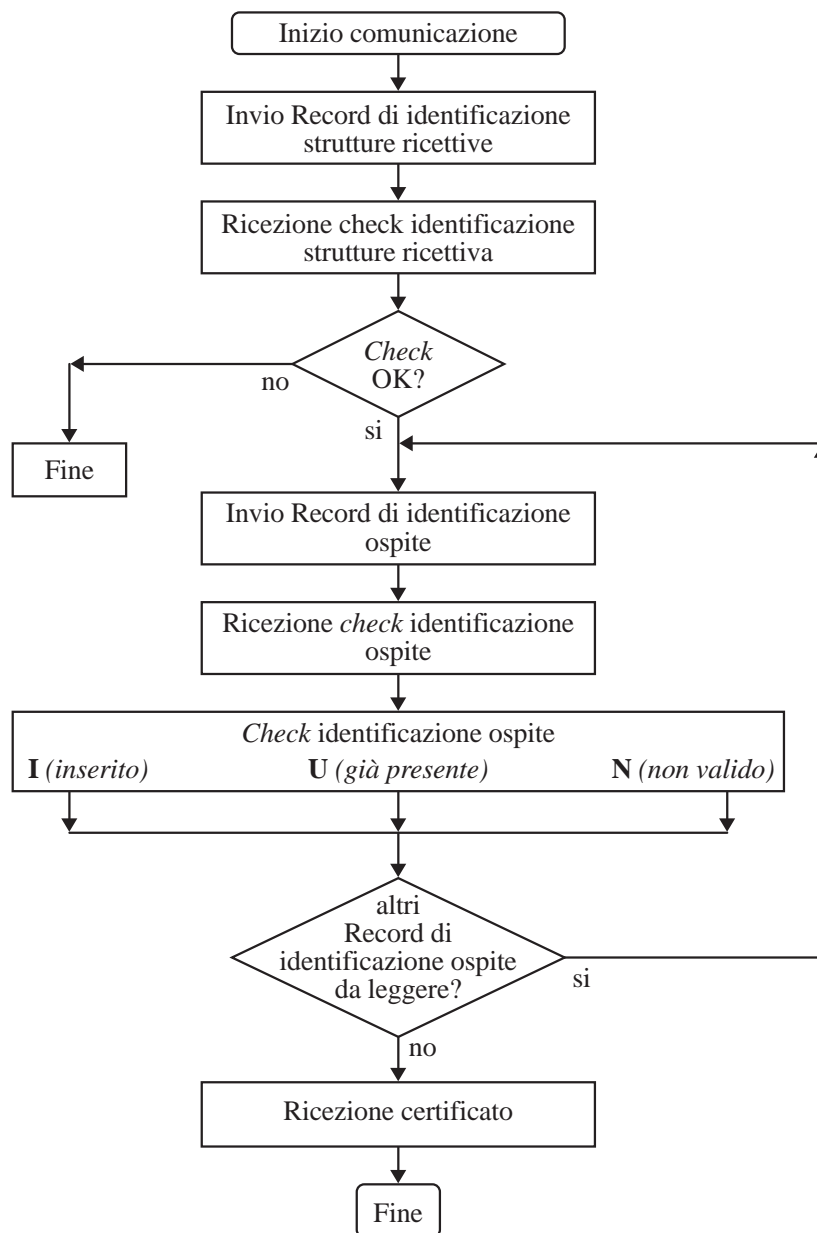 Inizio comunicazione
Invio Record di identificazione
strutture ricettive
Ricezione check identificazione
strutture ricettiva
Check
OK?
no
si
Fine
Invio Record di identificazione
ospite
Ricezione check identificazione
ospite
Check identificazione ospite
I (inserito) U (già presente) N (non valido)
altri
Record di
identificazione ospite
da leggere?
si
no
Ricezione certificato
Fine